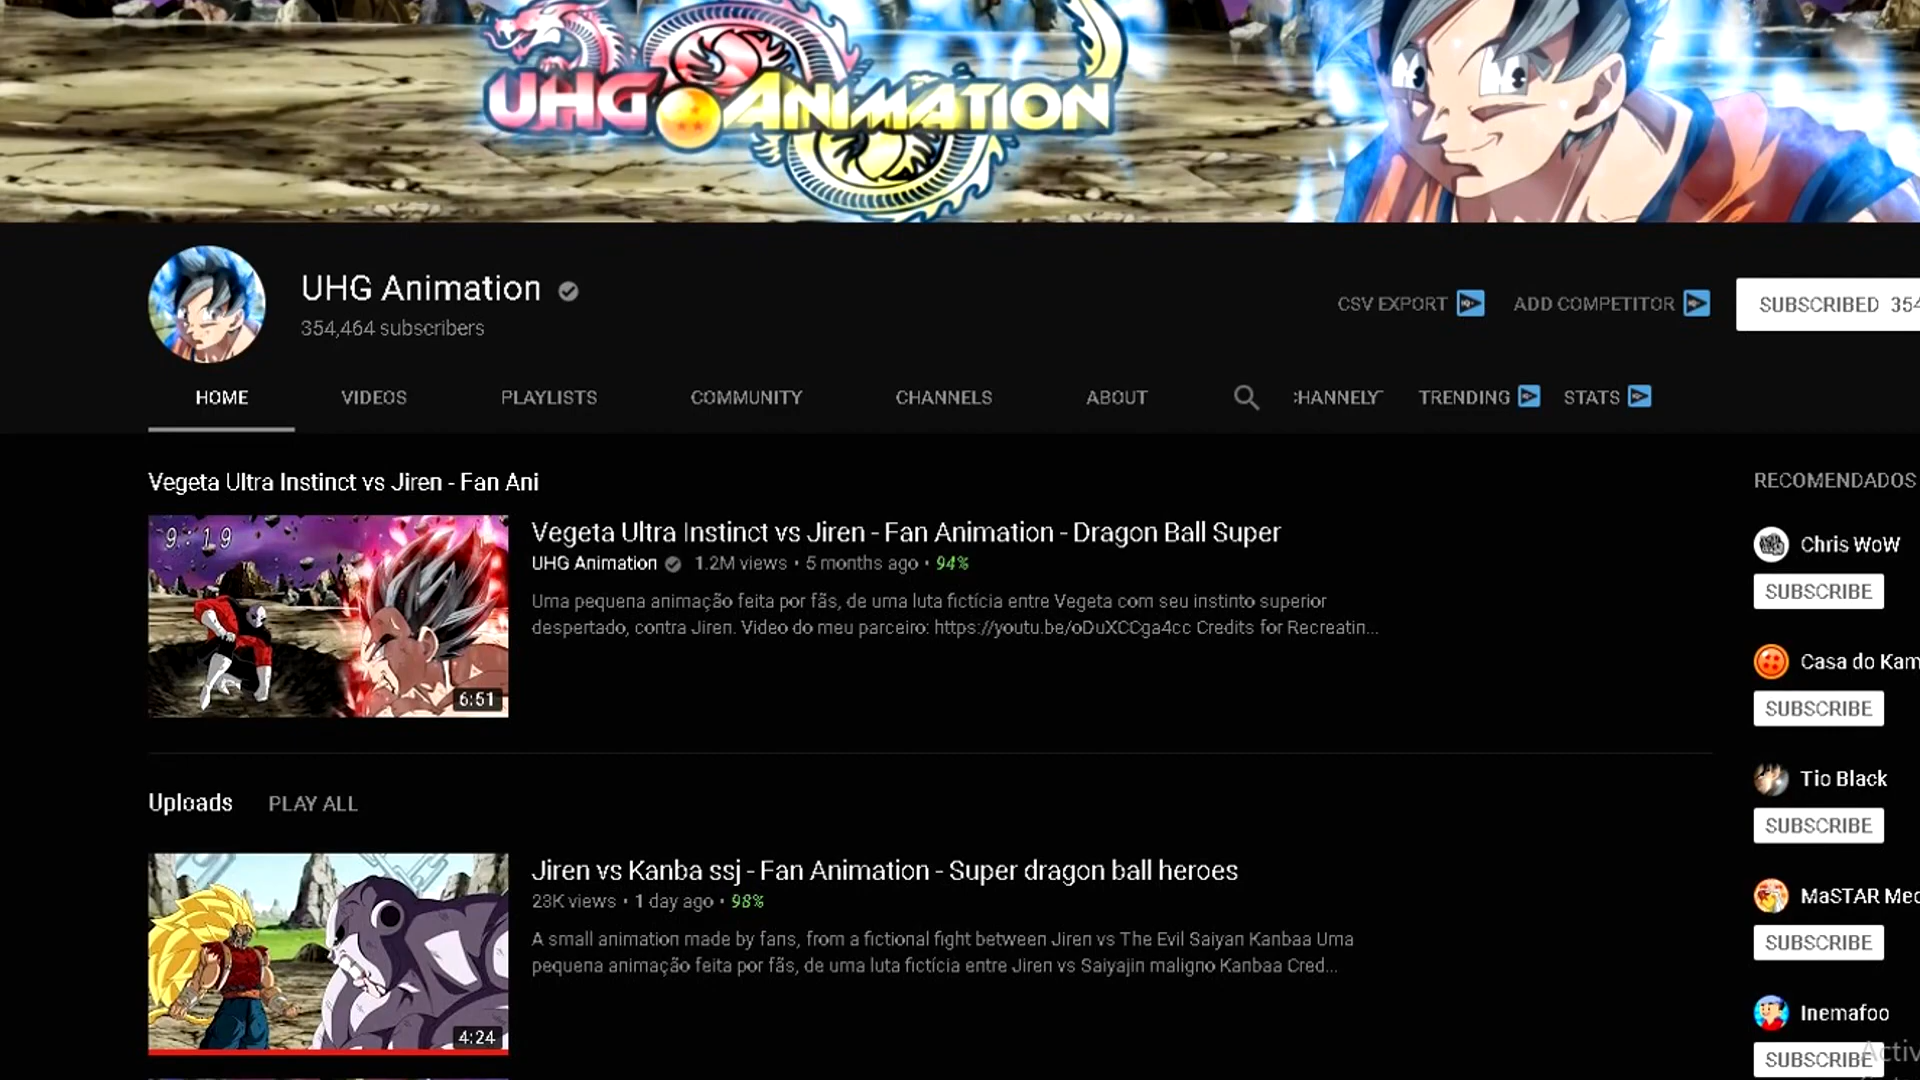 UHG ANIMATION
UHG Animation
354,464 subscribers
CSV EXPORT
ADD COMPETITOR
SUBSCRIBED 354
HOME
VIDEOS
PLAYLISTS
COMMUNITY
CHANNELS
ABOUT
HANNELY
TRENDING
STATS
Vegeta Ultra Instinct vs Jiren - Fan Ani
9:19
6:51
Vegeta Ultra Instinct vs Jiren - Fan Animation - Dragon Ball Super
UHG Animation 1.2M views • 5 months ago • 94%
Uma pequena animação feita por fãs, de uma luta fictícia entre Vegeta com seu instinto superior
despertado, contra Jiren. Video do meu parceiro: https://youtu.be/oDuXCCga4cc Credits for Recreatin...
Uploads
PLAY ALL
4:24
Jiren vs Kanba ssj - Fan Animation - Super dragon ball heroes
23K views • 1 day ago • 98%
A small animation made by fans, from a fictional fight between Jiren vs The Evil Saiyan Kanbaa Uma
pequena animação feita por fãs, de uma luta fictícia entre Jiren vs Saiyajin maligno Kanbaa Cred...
RECOMENDADOS
Chris WoW
SUBSCRIBE
Casa do Kam
SUBSCRIBE
Tio Black
SUBSCRIBE
MaSTAR Med
SUBSCRIBE
Inemafoo
SUBSCRIBE
Activ